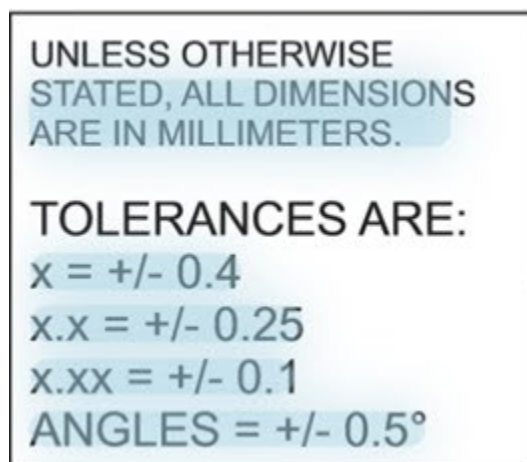 UNLESS OTHERWISE
STATED, ALL DIMENSIONS
ARE IN MILLIMETERS.
TOLERANCES ARE:
x = +/- 0.4
x.x = +/- 0.25
x.xx = +/- 0.1
ANGLES = +/- 0.5°